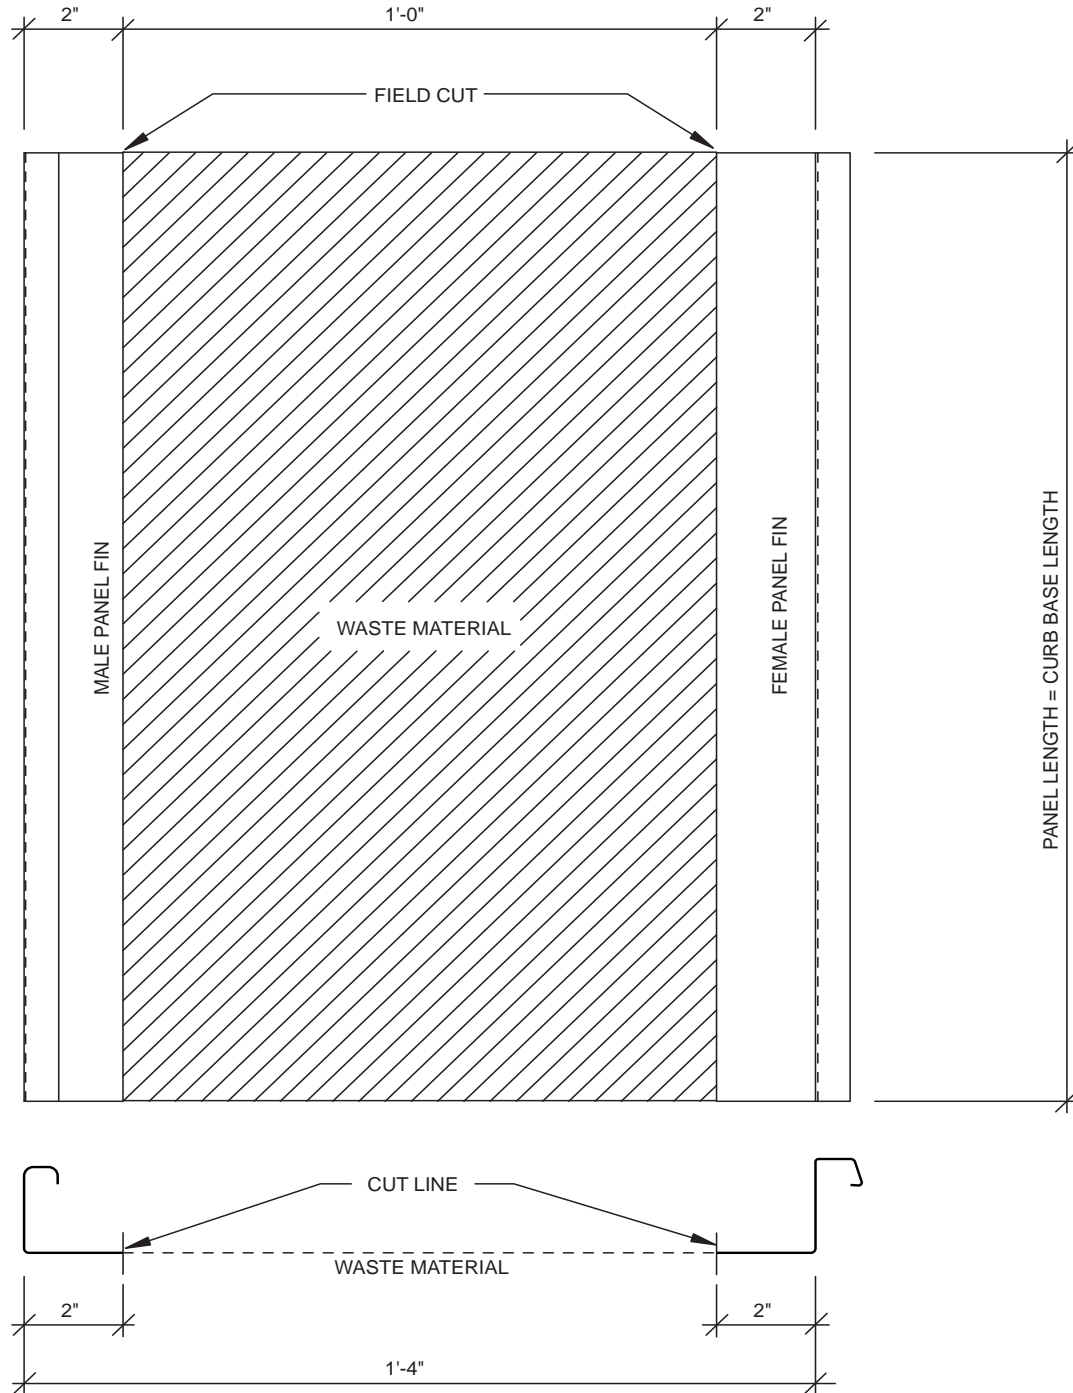 2"
1'-0"
2"
FIELD CUT
MALE PANEL FIN
WASTE MATERIAL
FEMALE PANEL FIN
PANEL LENGTH = CURB BASE LENGTH
CUT LINE
WASTE MATERIAL
2"
2"
1'-4"